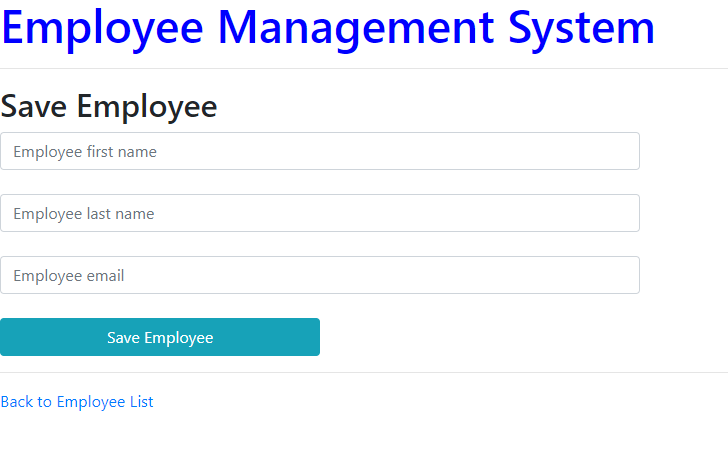 Employee Management System
Save Employee
Employee first name
Employee last name
Employee email
Save Employee
Back to Employee List